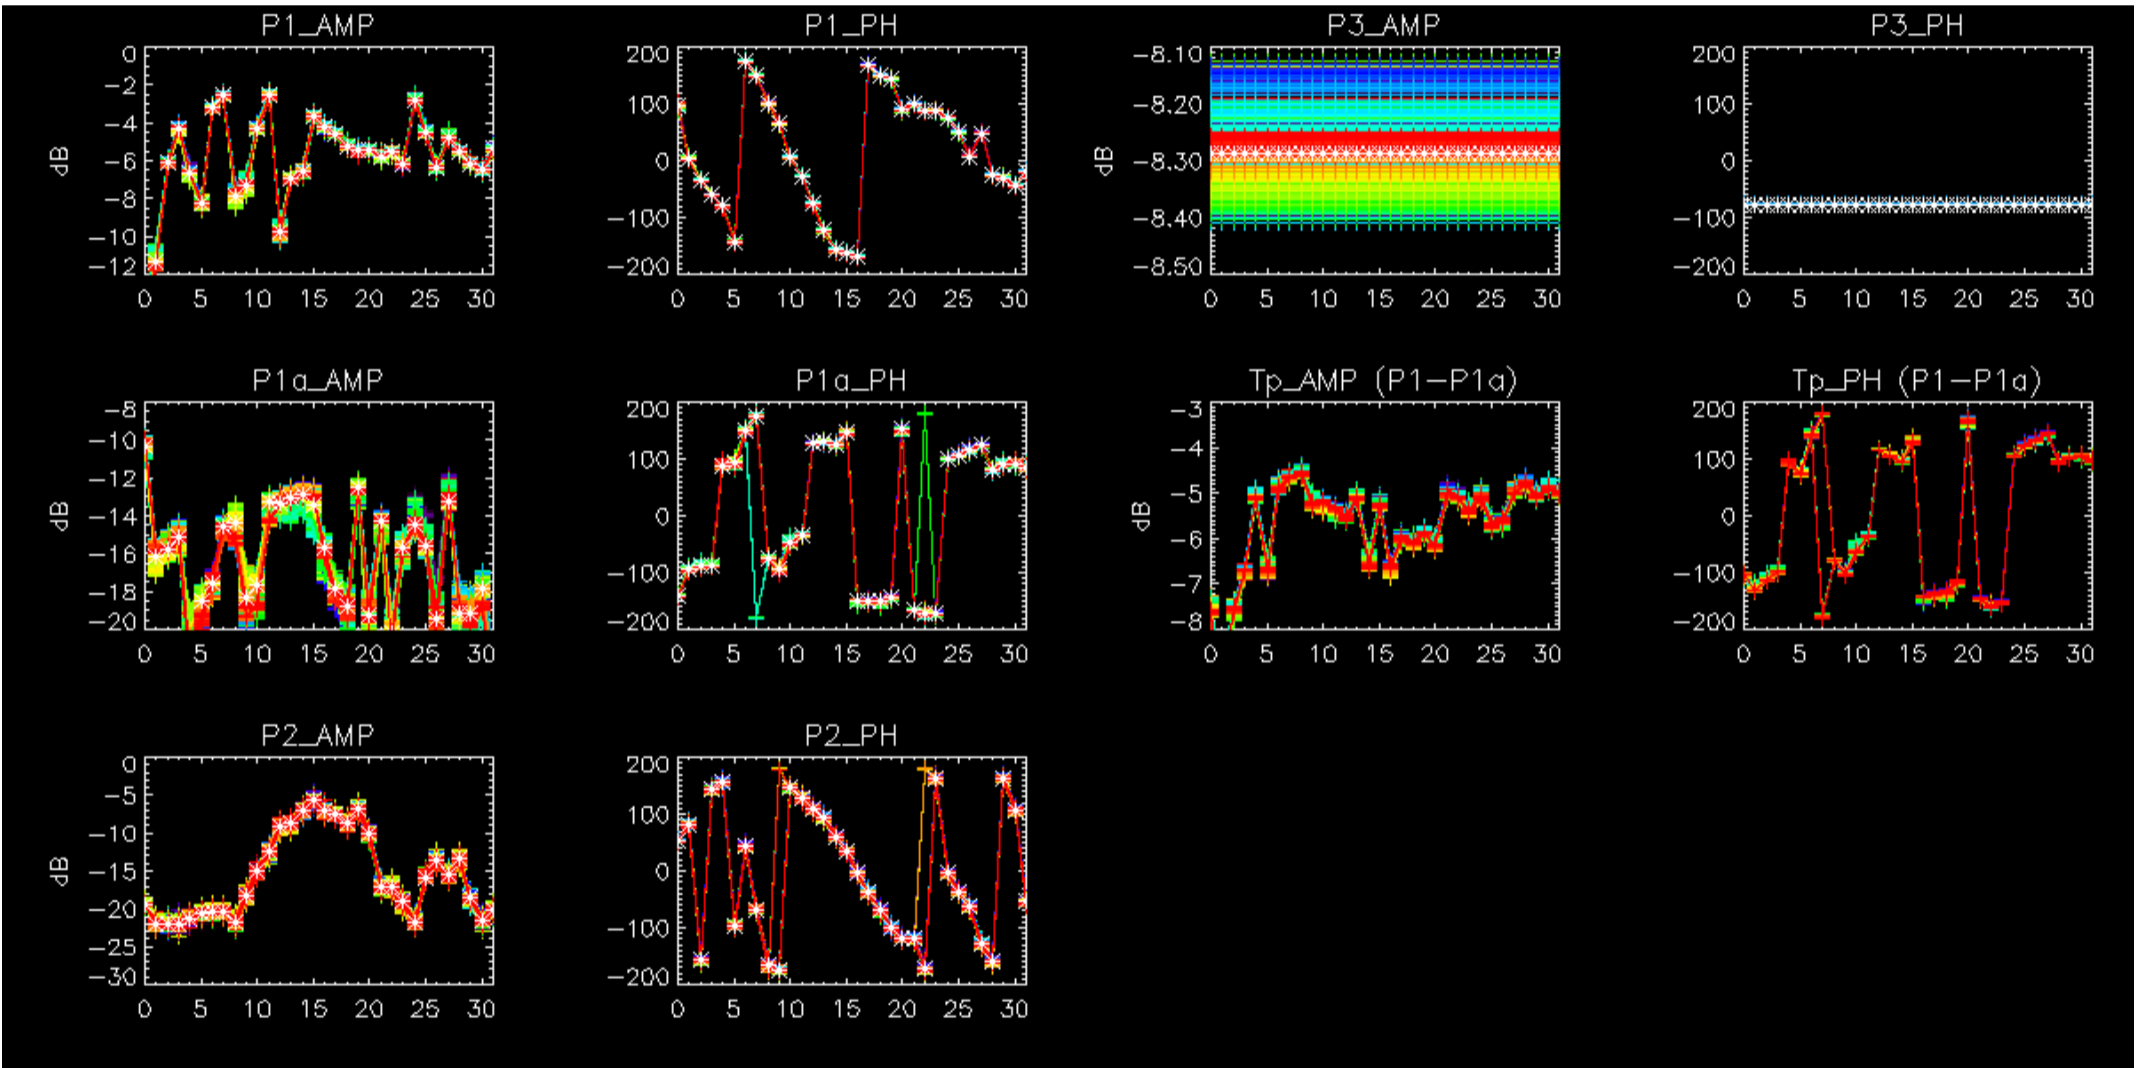 P1_AMP
0
−2
−4
−6
−8
−10
−12
dB
0 5 10 15 20 25 30
P1_PH
200
100
0
−100
−200
0 5 10 15 20 25 30
P3_AMP
−8.10
−8.20
−8.30
−8.40
−8.50
dB
0 5 10 15 20 25 30
P3_PH
200
100
0
−100
−200
0 5 10 15 20 25 30
P1a_AMP
−8
−10
−12
−14
−16
−18
−20
dB
0 5 10 15 20 25 30
P1a_PH
200
100
0
−100
−200
0 5 10 15 20 25 30
Tp_AMP (P1−P1a)
−3
−4
−5
−6
−7
−8
dB
0 5 10 15 20 25 30
Tp_PH (P1−P1a)
200
100
0
−100
−200
0 5 10 15 20 25 30
P2_AMP
0
−5
−10
−15
−20
−25
−30
dB
0 5 10 15 20 25 30
P2_PH
200
100
0
−100
−200
0 5 10 15 20 25 30